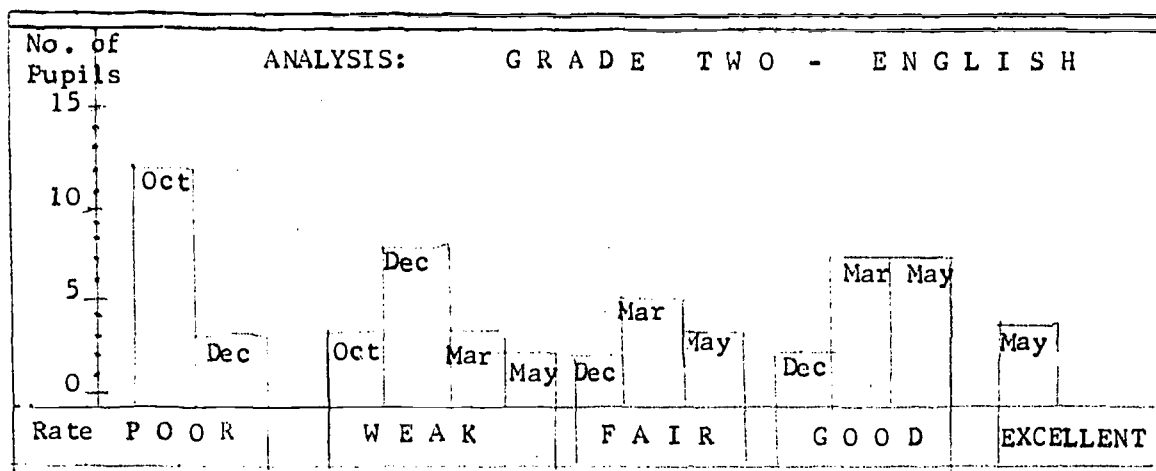 No. of
Pupils
ANALYSIS: GRADE TWO - ENGLISH
15
10
5
0
Oct
Dec
Oct
Dec
Mar
May
Dec
Mar
May
Dec
Mar
May
May
Rate POOR WEAK FAIR GOOD EXCELLENT